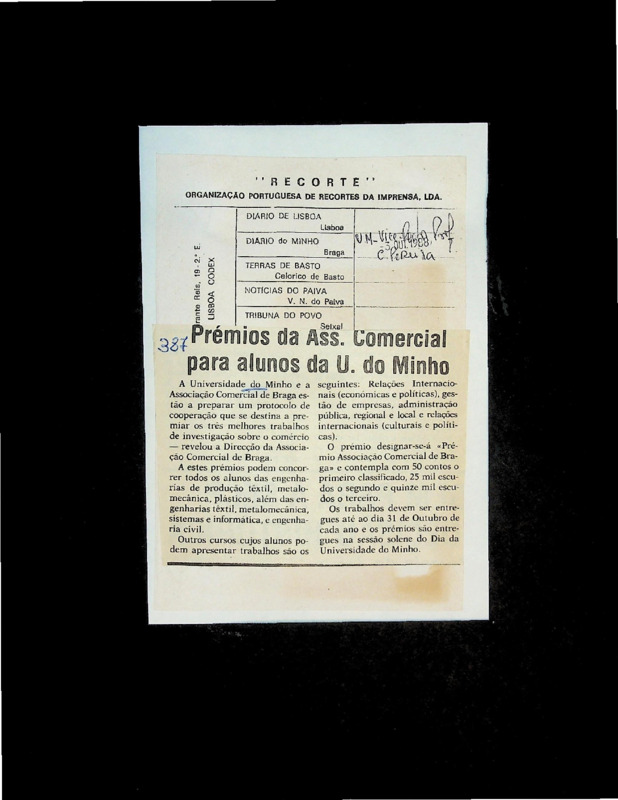 "RECORTE"
ORGANIZAÇÃO PORTUGUESA DE RECORTES DA IMPRENSA, LDA.
rante Reis, 19-2.º E.
LISBOA CODEX
DIARIO DE LISBOA
Lisboa
DIARIO do MINHO
Braga
TERRAS DE BASTO
Celorico de Basto
NOTÍCIAS DO PAIVA
V. N. do Paiva
TRIBUNA DO POVO
Seixal
UM-Vice-
1988
387
Prémios da Ass. Comercial
para alunos da U. do Minho
A Universidade do Minho e a
Associação Comercial de Braga es-
tão a preparar um protocolo de
cooperação que se destina a pre-
miar os três melhores trabalhos
de investigação sobre o comércio
— revelou a Direcção da Associa-
ção Comercial de Braga.
A estes prémios podem concor-
rer todos os alunos das engenha-
rias de produção têxtil, metalo-
mecânica, plásticos, além das en-
genharias têxtil, metalomecânica,
sistemas e informática, e engenha-
ria civil.
Outros cursos cujos alunos po-
dem apresentar trabalhos são os
seguintes: Relações Internacio-
nais (económicas e políticas), ges-
tão de empresas, administração
pública, regional e local e relações
internacionais (culturais e políti-
cas).
O prémio designar-se-á «Pré-
mio Associação Comercial de Bra-
ga» e contempla com 50 contos o
primeiro classificado, 25 mil escu-
dos o segundo e quinze mil escu-
dos o terceiro.
Os trabalhos devem ser entre-
gues até ao dia 31 de Outubro de
cada ano e os prémios são entre-
gues na sessão solene do Dia da
Universidade do Minho.